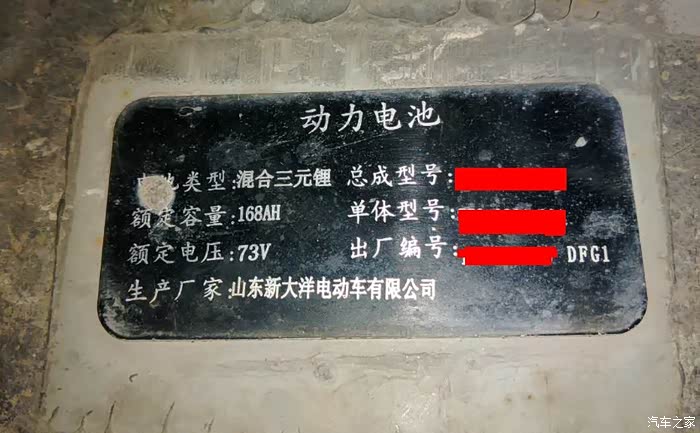 动力电池
电池类型:混合三元锂 总成型号:
额定容量:168AH 单体型号:
额定电压:73V 出厂编号: DFG1
生产厂家:山东新大洋电动车有限公司
汽车之家